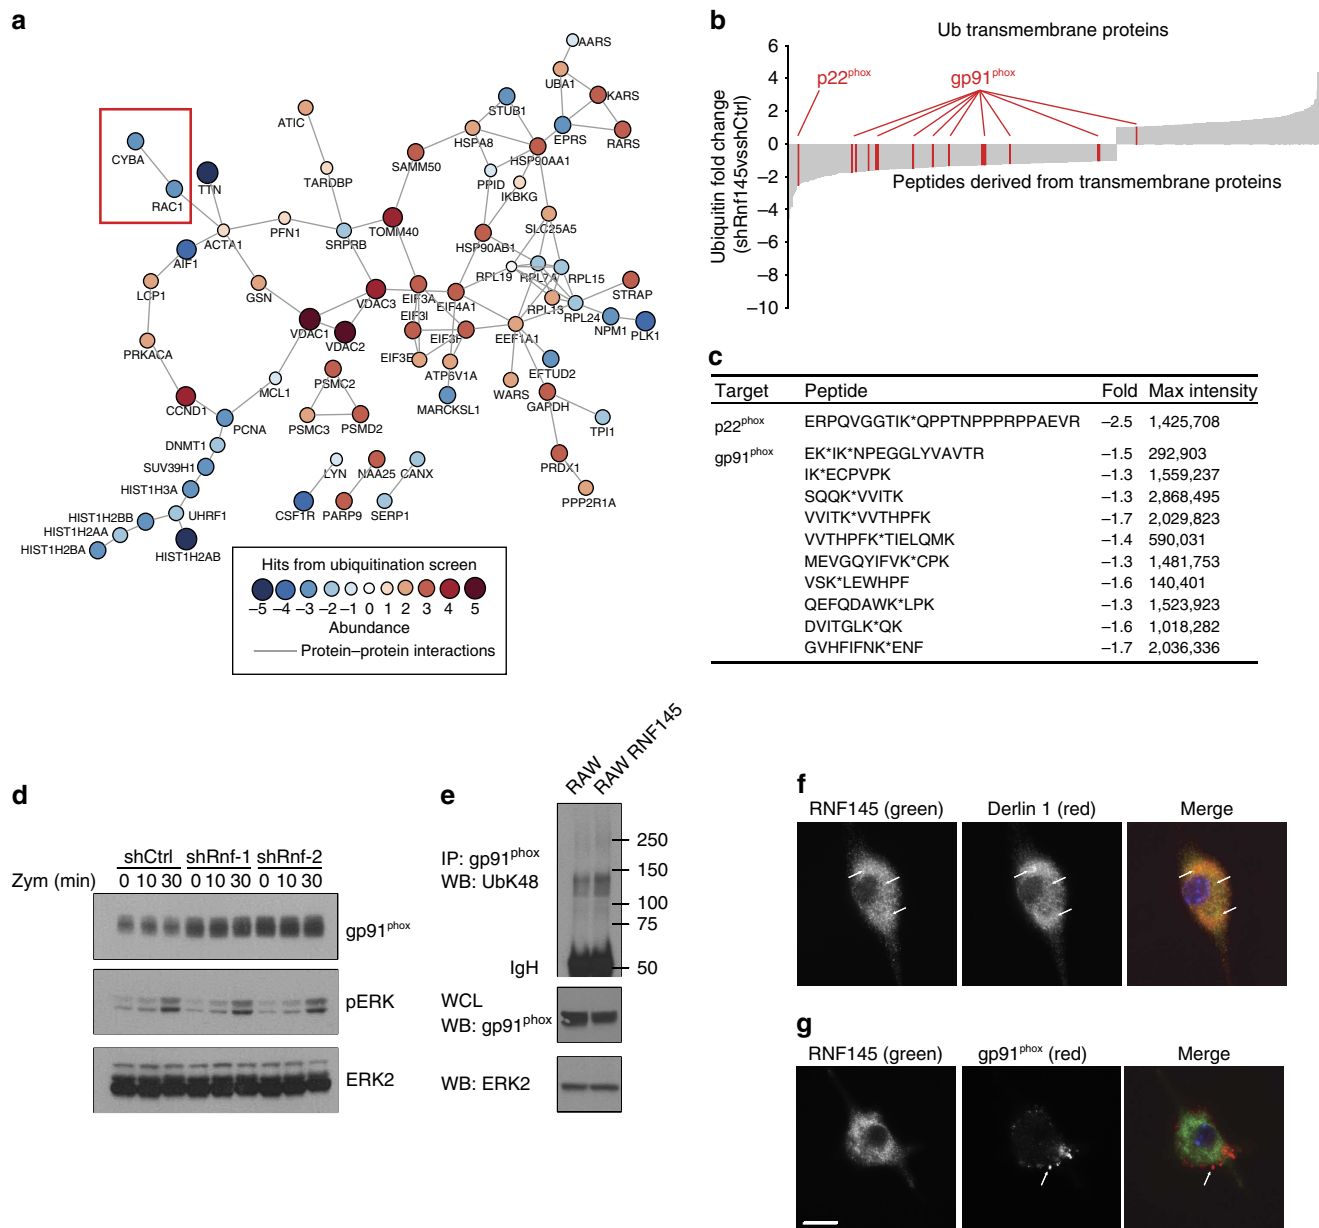 a
AARS
UBA1
KARS
STUB1
EPRS
RARS
ATIC
HSPA8
HSP90AA1
CYBA
SAMM50
TARDBP
PPID
IKBKG
RAC1
TTN
ACTA1
PFN1
SRPRB
TOMM40
SLC25A5
HSP90AB1
AIF1
RPL19
RPL7A
RPL15
LCP1
GSN
VDAC3
EIF3A
EIF4A1
RPL13
STRAP
RPL24
EIF3I
VDAC1
VDAC2
EIF3F
EEF1A1
NPM1
PLK1
PRKACA
EIF3E
ATP6V1A
EFTUD2
MCL1
PSMC2
WARS
GAPDH
CCND1
MARCKSL1
PCNA
PSMC3
PSMD2
TPI1
DNMT1
SUV39H1
LYN
NAA25
CANX
PRDX1
HIST1H3A
PPP2R1A
CSF1R
PARP9
SERP1
HIST1H2BB
UHRF1
HIST1H2AA
HIST1H2BA
HIST1H2AB
Hits from ubiquitination screen
−5 −4 −3 −2 −1 0 1 2 3 4 5
Abundance
Protein–protein interactions
b
Ub transmembrane proteins
Ubiquitin fold change
(shRnf145vsshCtrl)
6
4
2
0
−2
−4
−6
−8
−10
p22phox
gp91phox
Peptides derived from transmembrane proteins
c
Target Peptide Fold Max intensity
p22phox ERPQVGGTIK*QPPTNPPPRPPAEVR −2.5 1,425,708
gp91phox EK*IK*NPEGGLYVAVTR −1.5 292,903
IK*ECPVPK −1.3 1,559,237
SQQK*VVITK −1.3 2,868,495
VVITK*VVTHPFK −1.7 2,029,823
VVTHPFK*TIELQMK −1.4 590,031
MEVGQYIFVK*CPK −1.3 1,481,753
VSK*LEWHPF −1.6 140,401
QEFQDAWK*LPK −1.3 1,523,923
DVITGLK*QK −1.6 1,018,282
GVHFIFNK*ENF −1.7 2,036,336
d
shCtrl shRnf-1 shRnf-2
Zym (min) 0 10 30 0 10 30 0 10 30
gp91phox
pERK
ERK2
e
RAW
RAW RNF145
IP: gp91phox
WB: UbK48
250
150
100
75
50
IgH
WCL
WB: gp91phox
WB: ERK2
f
RNF145 (green) Derlin 1 (red) Merge
g
RNF145 (green) gp91phox (red) Merge